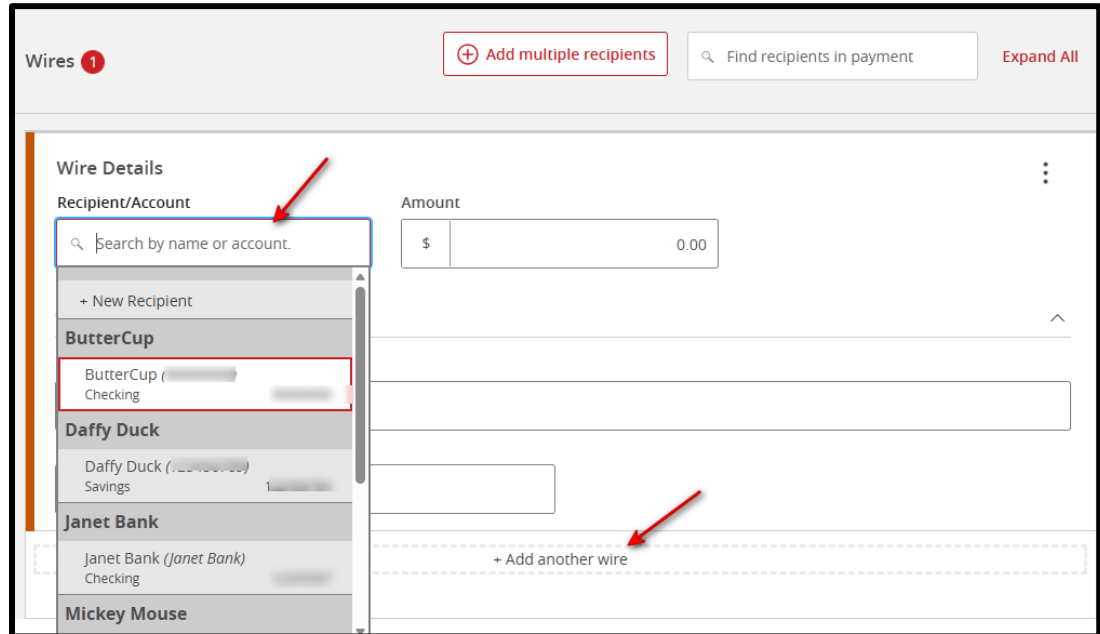 Wires 1
Add multiple recipients
Find recipients in payment
Expand All
Wire Details
Recipient/Account
Amount
Search by name or account.
$ 0.00
+ New Recipient
ButterCup
ButterCup (
Checking
Daffy Duck
Daffy Duck (
Savings
Janet Bank
Janet Bank (Janet Bank)
Checking
+ Add another wire
Mickey Mouse